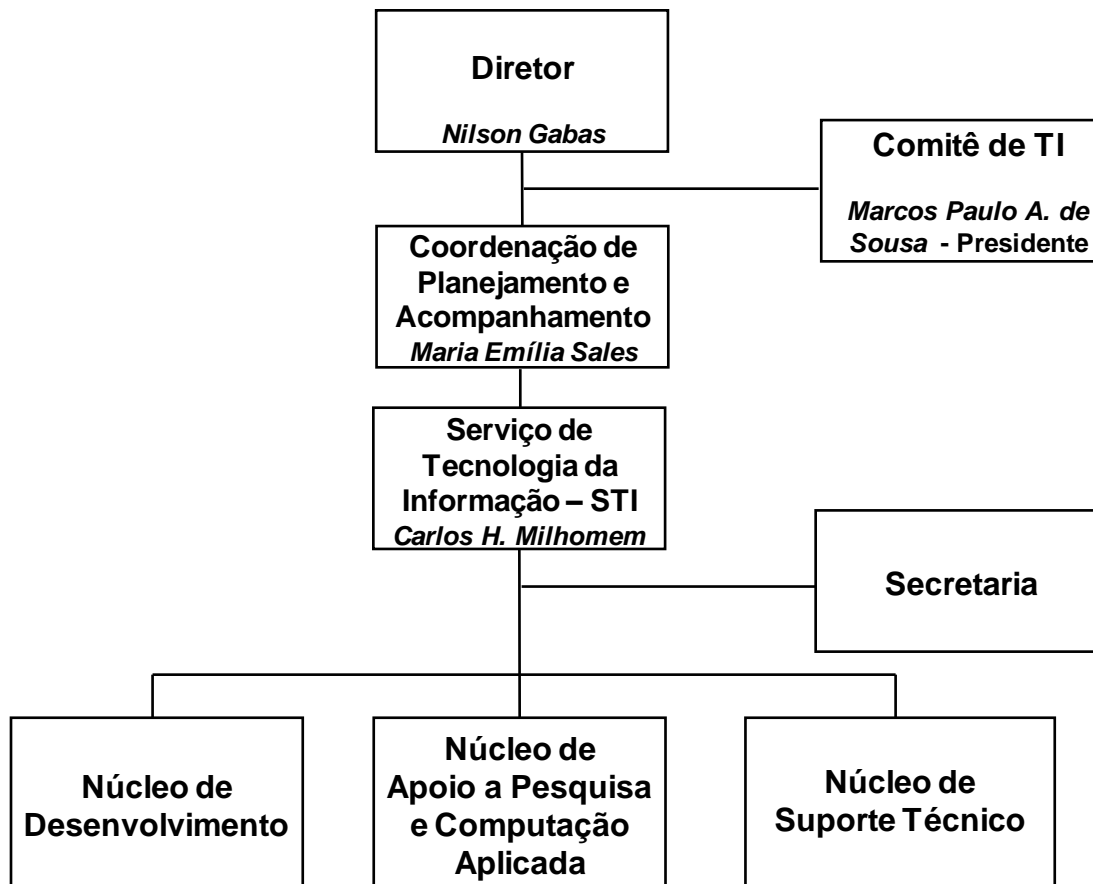 Diretor
Nilson Gabas
Comitê de TI
Marcos Paulo A. de
Sousa - Presidente
Coordenação de
Planejamento e
Acompanhamento
Maria Emília Sales
Serviço de
Tecnologia da
Informação – STI
Carlos H. Milhomem
Secretaria
Núcleo de
Desenvolvimento
Núcleo de
Apoio a Pesquisa
e Computação
Aplicada
Núcleo de
Suporte Técnico